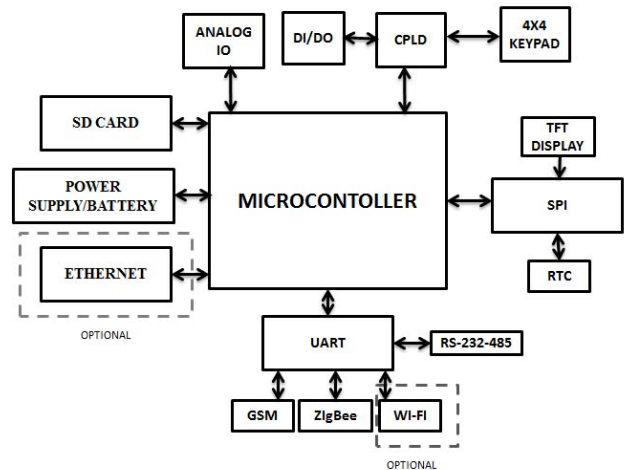 ANALOG
IO
DI/DO
CPLD
4X4
KEYPAD
SD CARD
TFT
DISPLAY
POWER
SUPPLY/BATTERY
MICROCONTOLLER
SPI
ETHERNET
RTC
OPTIONAL
UART
RS-232-485
GSM
ZIgBee
WI-FI
OPTIONAL